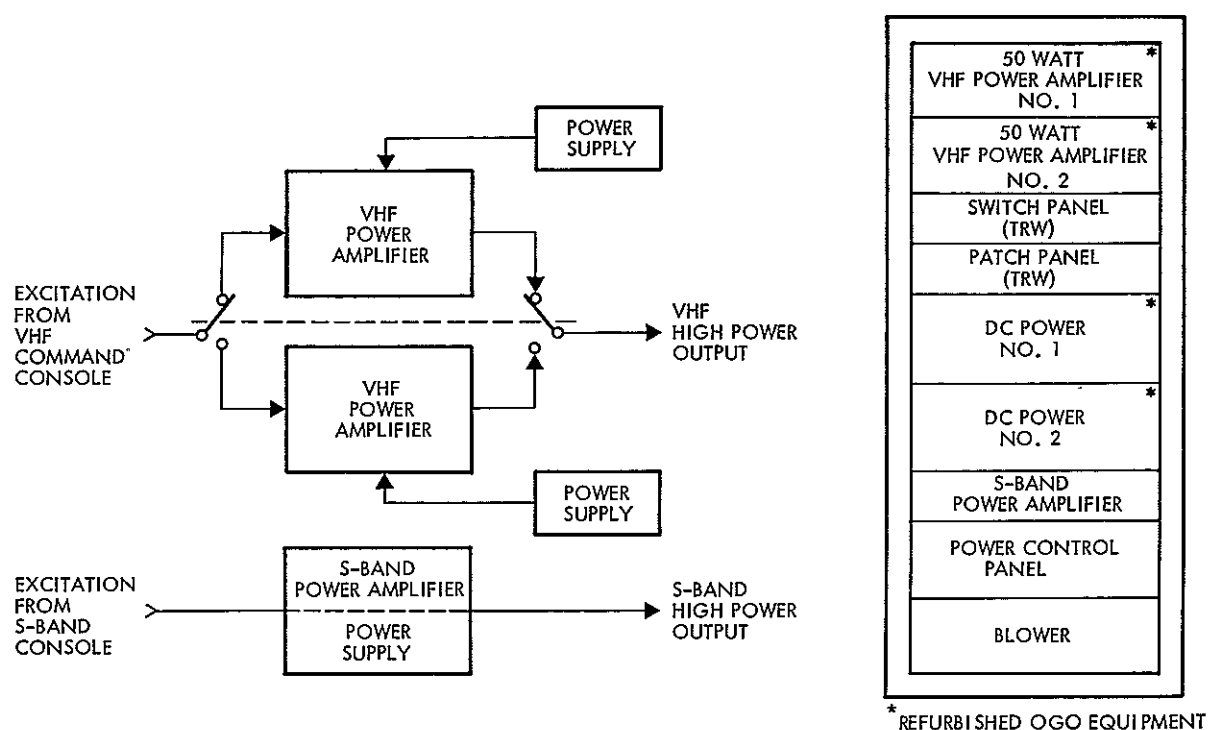 POWER
SUPPLY
VHF
POWER
AMPLIFIER
EXCITATION
FROM
VHF
COMMAND
CONSOLE
VHF
HIGH POWER
OUTPUT
VHF
POWER
AMPLIFIER
POWER
SUPPLY
EXCITATION
FROM
S-BAND
CONSOLE
S-BAND
POWER AMPLIFIER
POWER
SUPPLY
S-BAND
HIGH POWER
OUTPUT
50 WATT *
VHF POWER AMPLIFIER
NO. 1
50 WATT *
VHF POWER AMPLIFIER
NO. 2
SWITCH PANEL
(TRW)
PATCH PANEL
(TRW)
*
DC POWER
NO. 1
*
DC POWER
NO. 2
S-BAND
POWER AMPLIFIER
POWER CONTROL
PANEL
BLOWER
*REFURBISHED OGO EQUIPMENT